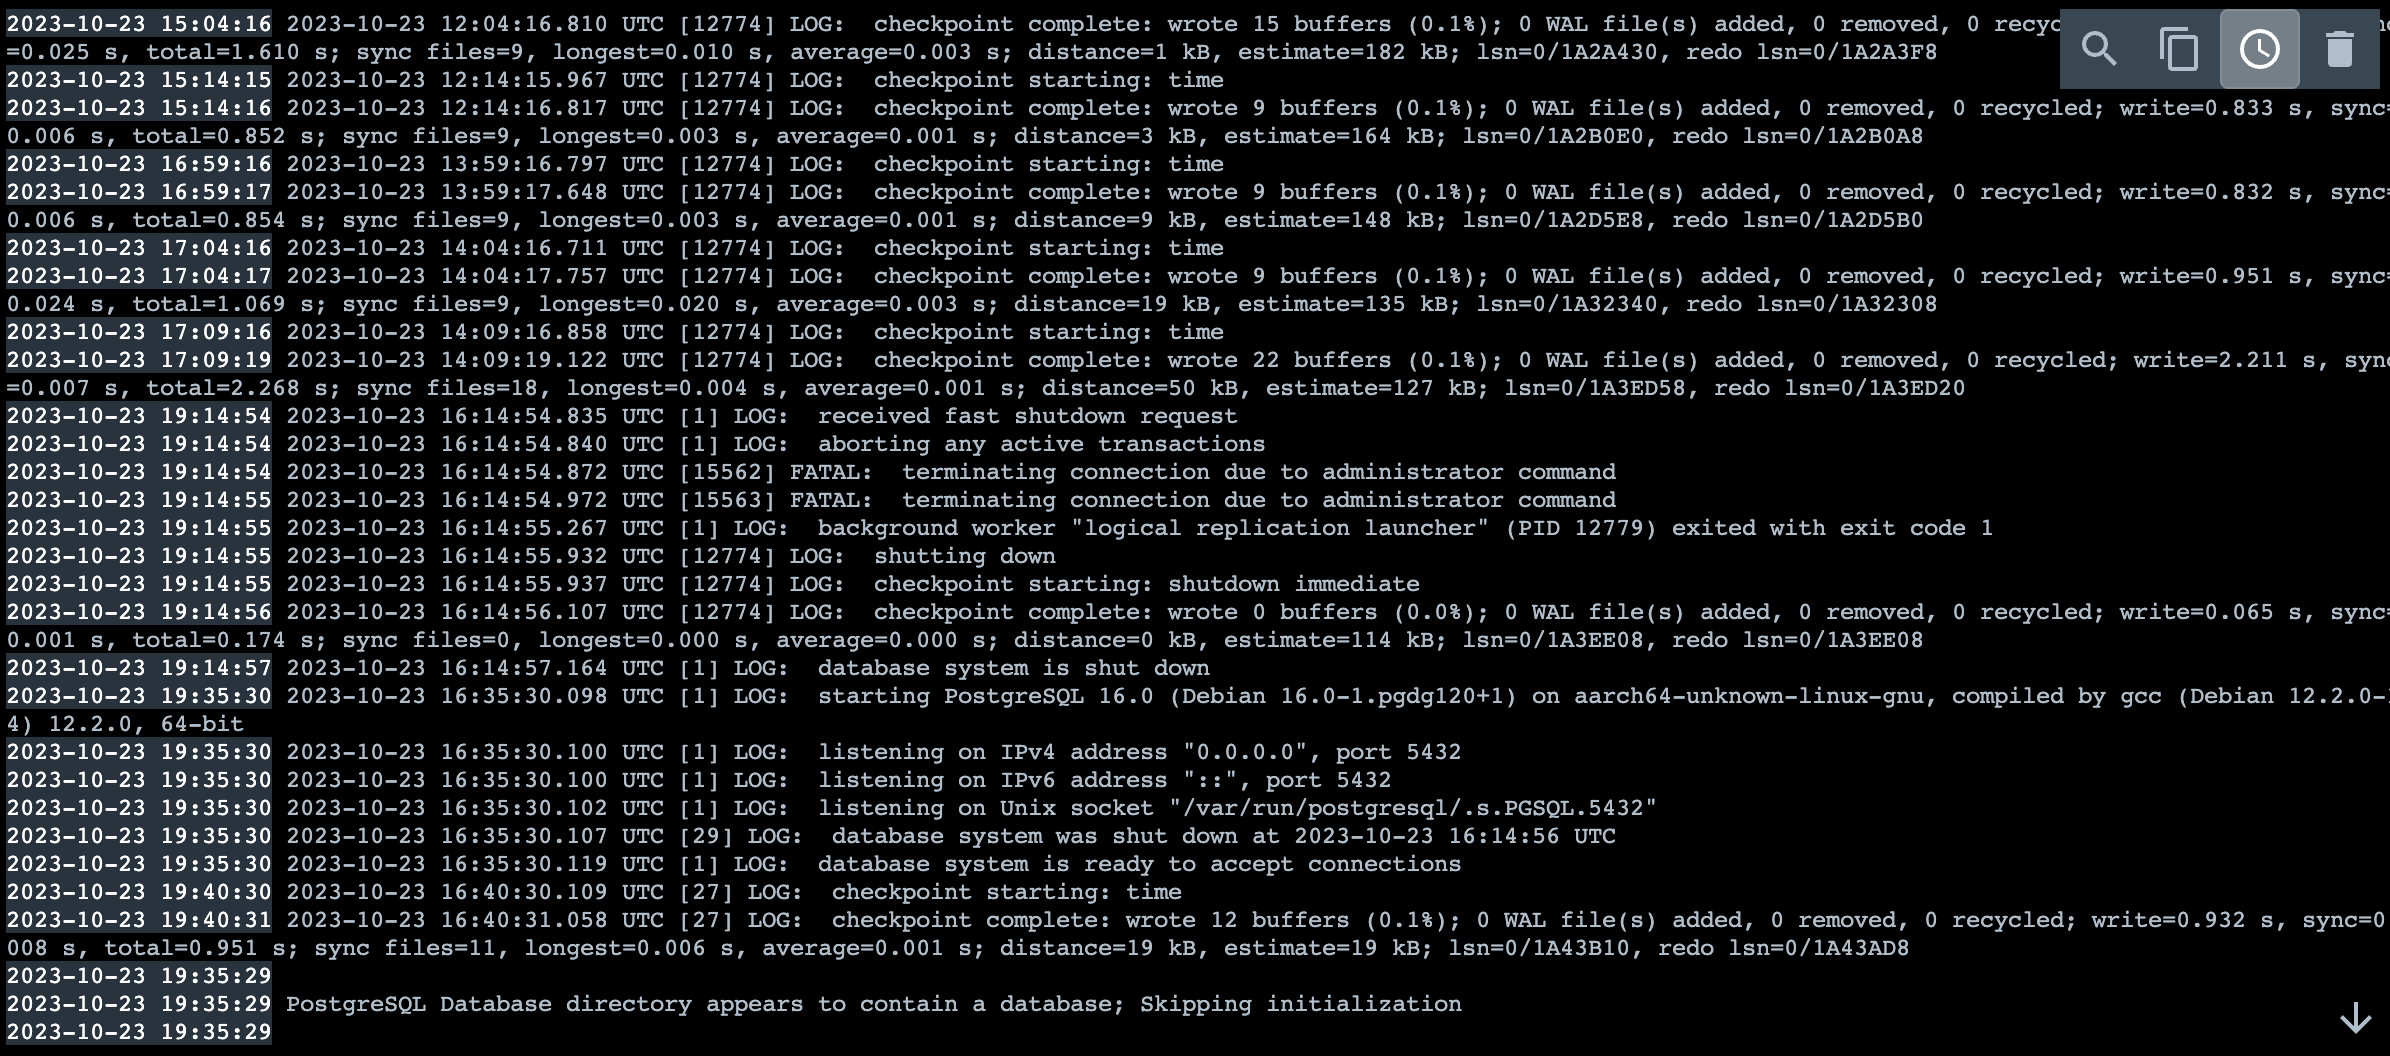 2023-10-23 15:04:16 2023-10-23 12:04:16.810 UTC [12774] LOG:  checkpoint complete: wrote 15 buffers (0.1%); 0 WAL file(s) added, 0 removed, 0
=0.025 s, total=1.610 s; sync files=9, longest=0.010 s, average=0.003 s; distance=1 kB, estimate=182 kB; lsn=0/1A2A430, redo lsn=0/1A2A3F8
2023-10-23 15:14:15 2023-10-23 12:14:15.967 UTC [12774] LOG:  checkpoint starting: time
2023-10-23 15:14:16 2023-10-23 12:14:16.817 UTC [12774] LOG:  checkpoint complete: wrote 9 buffers (0.1%); 0 WAL file(s) added, 0 removed, 0 recycled; write=0.833 s, sync=
0.006 s, total=0.852 s; sync files=9, longest=0.003 s, average=0.001 s; distance=3 kB, estimate=164 kB; lsn=0/1A2B0E0, redo lsn=0/1A2B0A8
2023-10-23 16:59:16 2023-10-23 13:59:16.797 UTC [12774] LOG:  checkpoint starting: time
2023-10-23 16:59:17 2023-10-23 13:59:17.648 UTC [12774] LOG:  checkpoint complete: wrote 9 buffers (0.1%); 0 WAL file(s) added, 0 removed, 0 recycled; write=0.832 s, sync=
0.006 s, total=0.854 s; sync files=9, longest=0.003 s, average=0.001 s; distance=9 kB, estimate=148 kB; lsn=0/1A2D5E8, redo lsn=0/1A2D5B0
2023-10-23 17:04:16 2023-10-23 14:04:16.711 UTC [12774] LOG:  checkpoint starting: time
2023-10-23 17:04:17 2023-10-23 14:04:17.757 UTC [12774] LOG:  checkpoint complete: wrote 9 buffers (0.1%); 0 WAL file(s) added, 0 removed, 0 recycled; write=0.951 s, sync=
0.024 s, total=1.069 s; sync files=9, longest=0.020 s, average=0.003 s; distance=19 kB, estimate=135 kB; lsn=0/1A32340, redo lsn=0/1A32308
2023-10-23 17:09:16 2023-10-23 14:09:16.858 UTC [12774] LOG:  checkpoint starting: time
2023-10-23 17:09:19 2023-10-23 14:09:19.122 UTC [12774] LOG:  checkpoint complete: wrote 22 buffers (0.1%); 0 WAL file(s) added, 0 removed, 0 recycled; write=2.211 s, sync
=0.007 s, total=2.268 s; sync files=18, longest=0.004 s, average=0.001 s; distance=50 kB, estimate=127 kB; lsn=0/1A3ED58, redo lsn=0/1A3ED20
2023-10-23 19:14:54 2023-10-23 16:14:54.835 UTC [1] LOG:  received fast shutdown request
2023-10-23 19:14:54 2023-10-23 16:14:54.840 UTC [1] LOG:  aborting any active transactions
2023-10-23 19:14:54 2023-10-23 16:14:54.872 UTC [15562] FATAL:  terminating connection due to administrator command
2023-10-23 19:14:55 2023-10-23 16:14:54.972 UTC [15563] FATAL:  terminating connection due to administrator command
2023-10-23 19:14:55 2023-10-23 16:14:55.267 UTC [1] LOG:  background worker "logical replication launcher" (PID 12779) exited with exit code 1
2023-10-23 19:14:55 2023-10-23 16:14:55.932 UTC [12774] LOG:  shutting down
2023-10-23 19:14:55 2023-10-23 16:14:55.937 UTC [12774] LOG:  checkpoint starting: shutdown immediate
2023-10-23 19:14:56 2023-10-23 16:14:56.107 UTC [12774] LOG:  checkpoint complete: wrote 0 buffers (0.0%); 0 WAL file(s) added, 0 removed, 0 recycled; write=0.065 s, sync=
0.001 s, total=0.174 s; sync files=0, longest=0.000 s, average=0.000 s; distance=0 kB, estimate=114 kB; lsn=0/1A3EE08, redo lsn=0/1A3EE08
2023-10-23 19:14:57 2023-10-23 16:14:57.164 UTC [1] LOG:  database system is shut down
2023-10-23 19:35:30 2023-10-23 16:35:30.098 UTC [1] LOG:  starting PostgreSQL 16.0 (Debian 16.0-1.pgdg120+1) on aarch64-unknown-linux-gnu, compiled by gcc (Debian 12.2.0-1
4) 12.2.0, 64-bit
2023-10-23 19:35:30 2023-10-23 16:35:30.100 UTC [1] LOG:  listening on IPv4 address "0.0.0.0", port 5432
2023-10-23 19:35:30 2023-10-23 16:35:30.100 UTC [1] LOG:  listening on IPv6 address "::", port 5432
2023-10-23 19:35:30 2023-10-23 16:35:30.102 UTC [1] LOG:  listening on Unix socket "/var/run/postgresql/.s.PGSQL.5432"
2023-10-23 19:35:30 2023-10-23 16:35:30.107 UTC [29] LOG:  database system was shut down at 2023-10-23 16:14:56 UTC
2023-10-23 19:35:30 2023-10-23 16:35:30.119 UTC [1] LOG:  database system is ready to accept connections
2023-10-23 19:40:30 2023-10-23 16:40:30.109 UTC [27] LOG:  checkpoint starting: time
2023-10-23 19:40:31 2023-10-23 16:40:31.058 UTC [27] LOG:  checkpoint complete: wrote 12 buffers (0.1%); 0 WAL file(s) added, 0 removed, 0 recycled; write=0.932 s, sync=0
008 s, total=0.951 s; sync files=11, longest=0.006 s, average=0.001 s; distance=19 kB, estimate=19 kB; lsn=0/1A43B10, redo lsn=0/1A43AD8
2023-10-23 19:35:29
2023-10-23 19:35:29 PostgreSQL Database directory appears to contain a database; Skipping initialization
2023-10-23 19:35:29